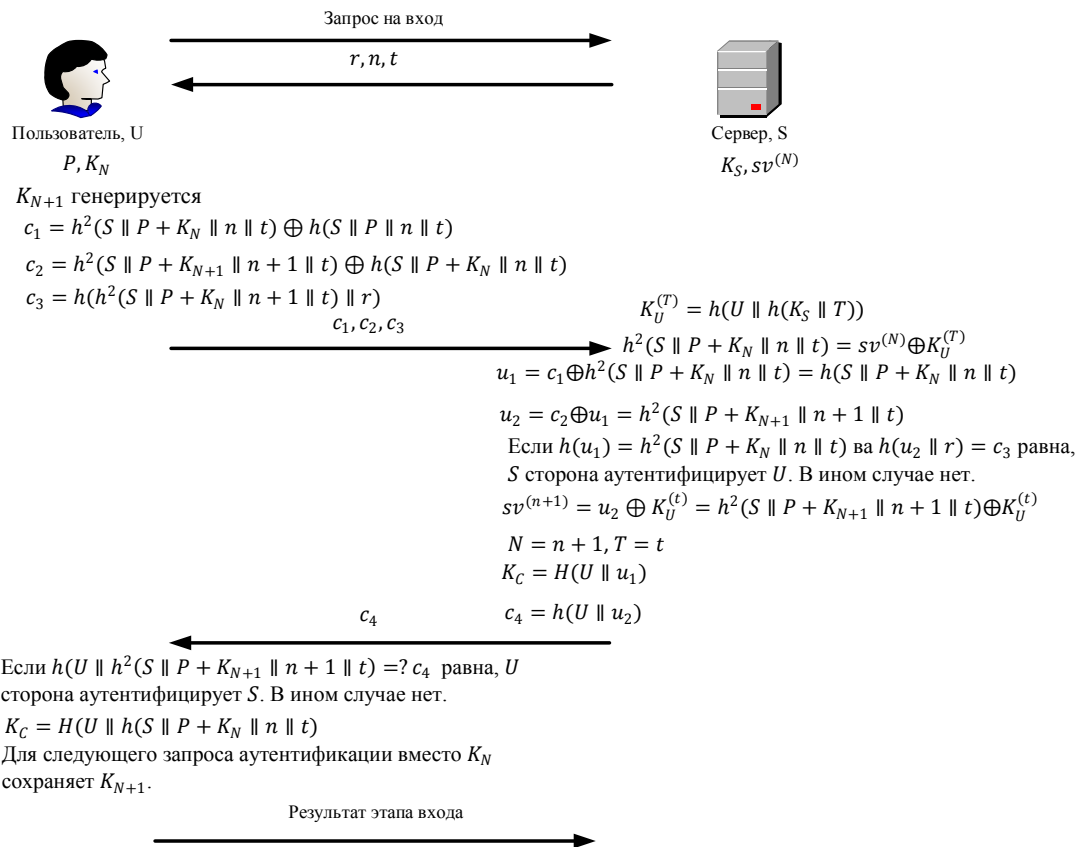 Запрос на вход
r, n, t
Пользователь, U
Сервер, S
P, K_N
K_S, sv^(N)
K_{N+1} генерируется
c_1 = h^2(S ∥ P + K_N ∥ n ∥ t) ⊕ h(S ∥ P ∥ n ∥ t)
c_2 = h^2(S ∥ P + K_{N+1} ∥ n + 1 ∥ t) ⊕ h(S ∥ P + K_N ∥ n ∥ t)
c_3 = h(h^2(S ∥ P + K_N ∥ n + 1 ∥ t) ∥ r)
c_1, c_2, c_3
K_U^(T) = h(U ∥ h(K_S ∥ T))
h^2(S ∥ P + K_N ∥ n ∥ t) = sv^(N)⊕K_U^(T)
u_1 = c_1⊕h^2(S ∥ P + K_N ∥ n ∥ t) = h(S ∥ P + K_N ∥ n ∥ t)
u_2 = c_2⊕u_1 = h^2(S ∥ P + K_{N+1} ∥ n + 1 ∥ t)
Если h(u_1) = h^2(S ∥ P + K_N ∥ n ∥ t) ва h(u_2 ∥ r) = c_3 равна,
S сторона аутентифицирует U. В ином случае нет.
sv^(n+1) = u_2 ⊕ K_U^(t) = h^2(S ∥ P + K_{N+1} ∥ n + 1 ∥ t)⊕K_U^(t)
N = n + 1, T = t
K_C = H(U ∥ u_1)
c_4 = h(U ∥ u_2)
c_4
Если h(U ∥ h^2(S ∥ P + K_{N+1} ∥ n + 1 ∥ t) =? c_4 равна, U
сторона аутентифицирует S. В ином случае нет.
K_C = H(U ∥ h(S ∥ P + K_N ∥ n ∥ t)
Для следующего запроса аутентификации вместо K_N
сохраняет K_{N+1}.
Результат этапа входа